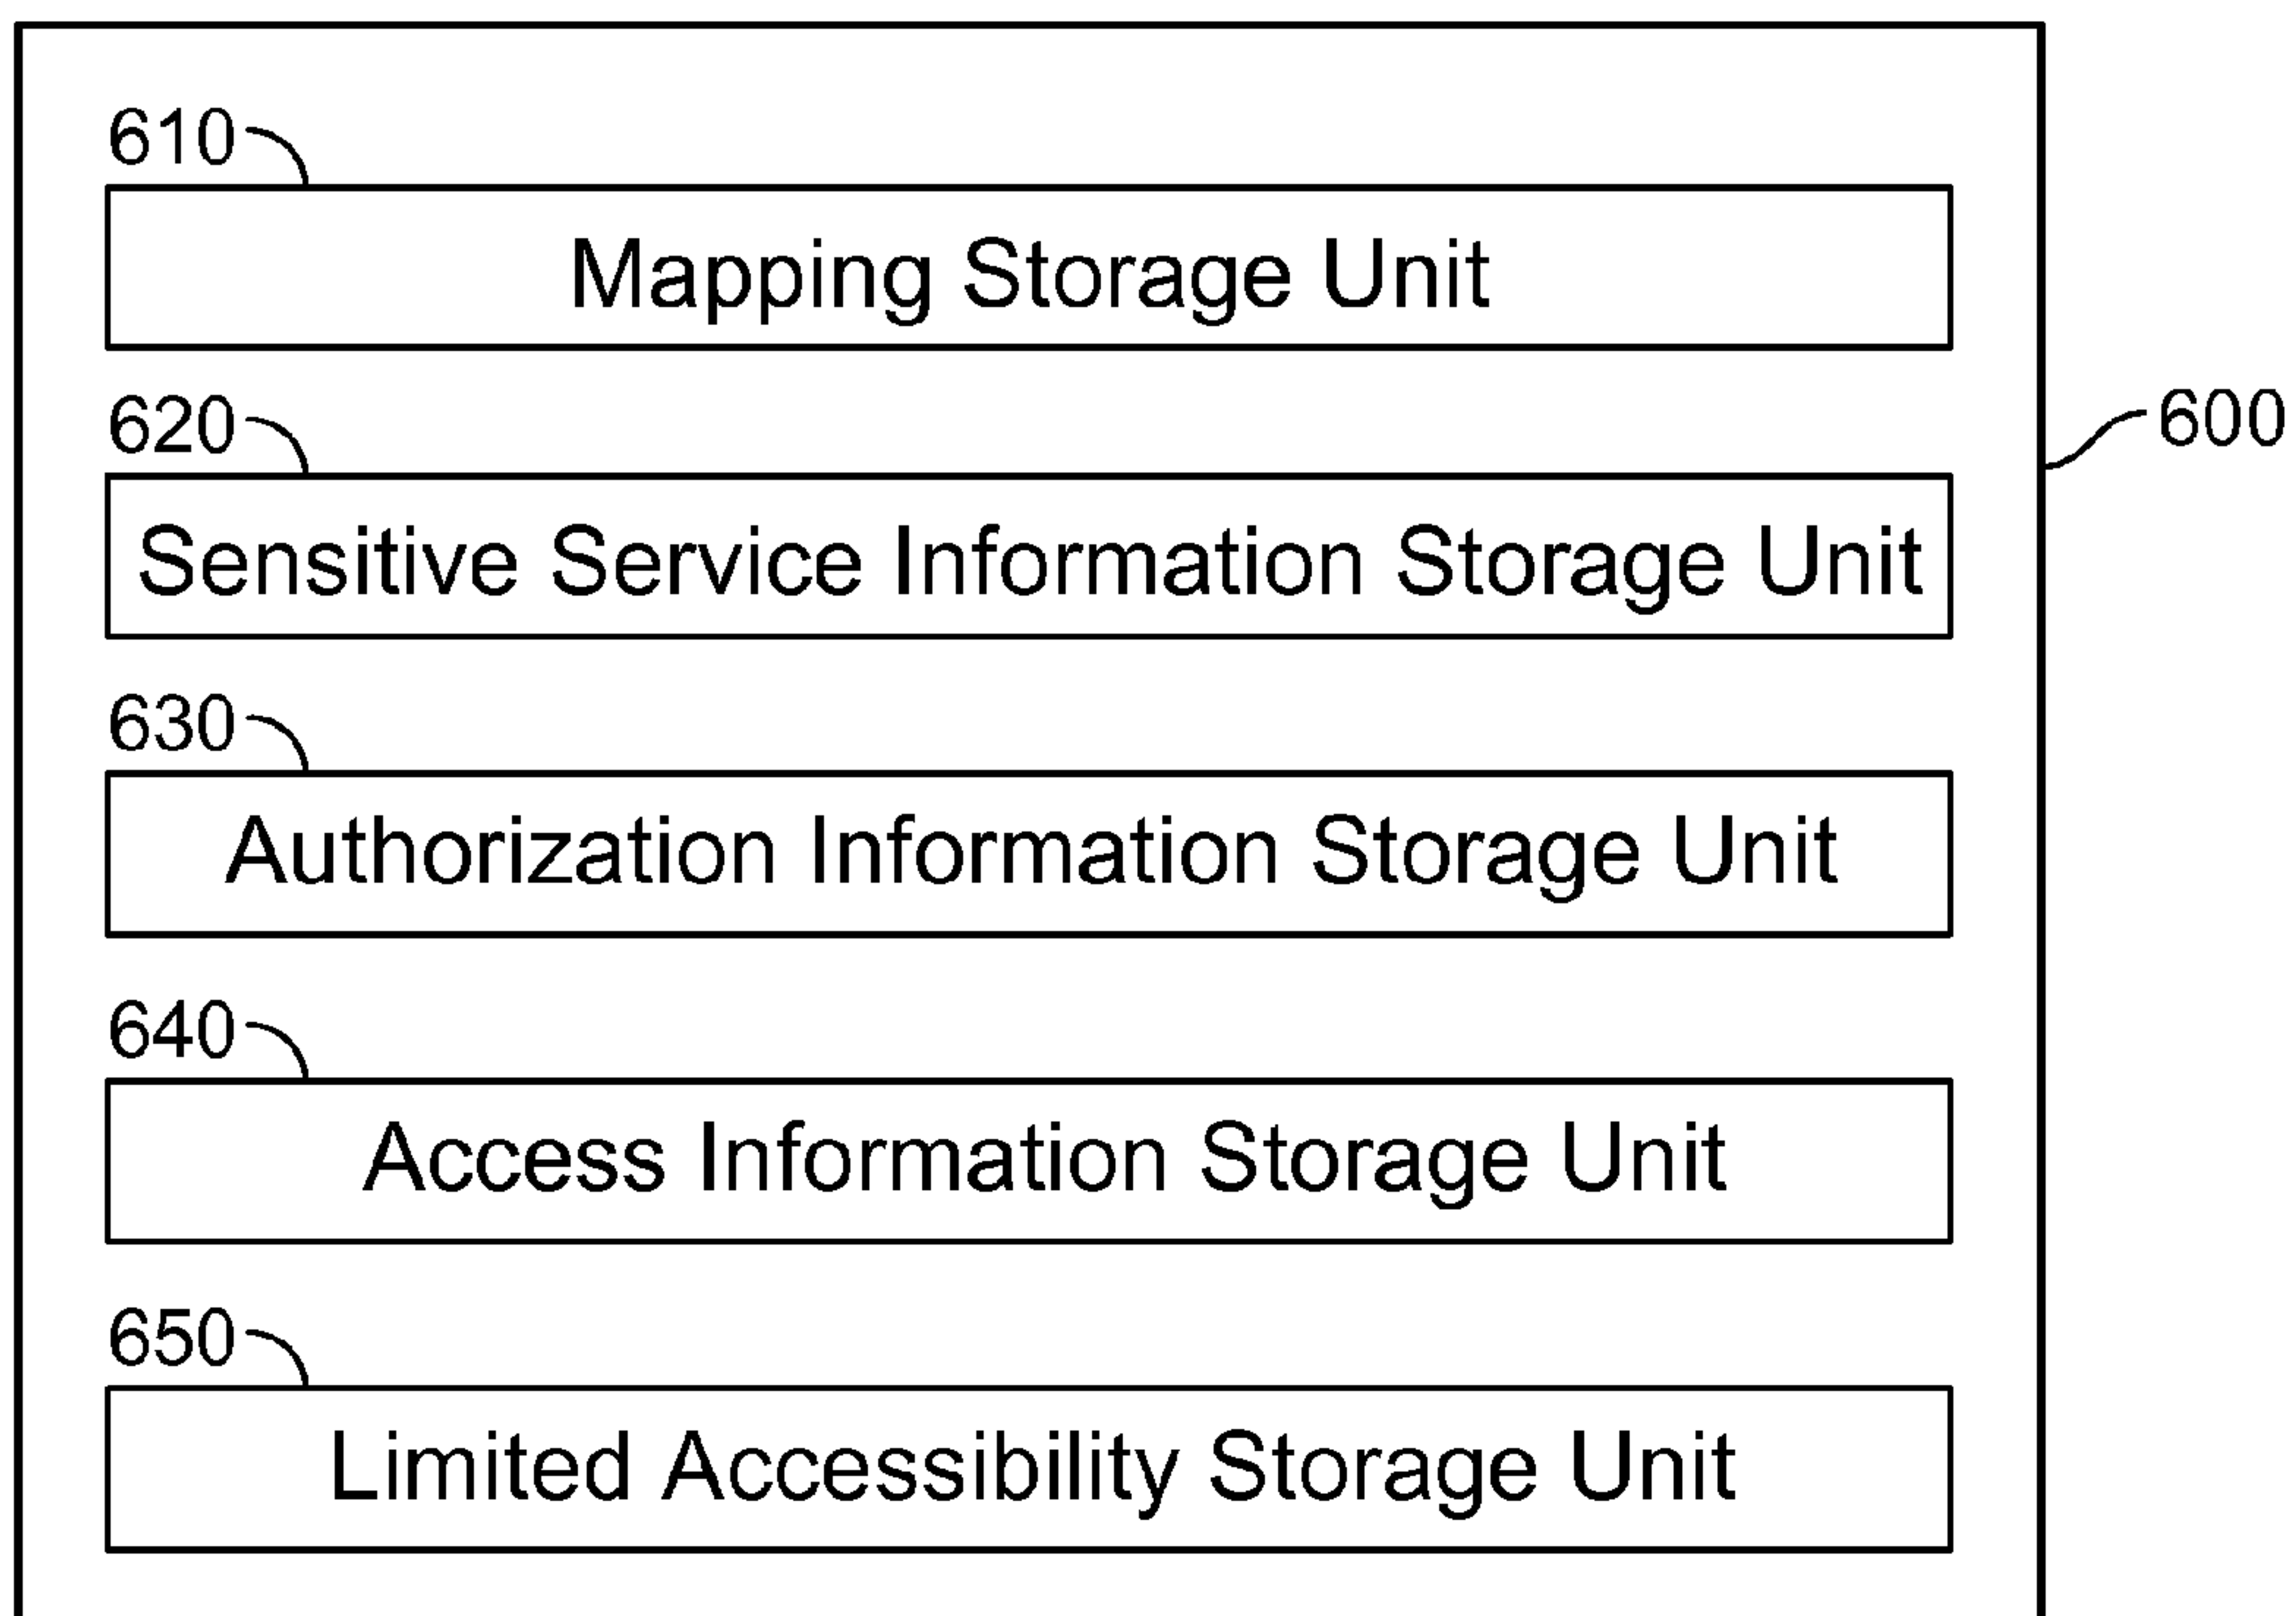 610
Mapping Storage Unit
620
600
Sensitive Service Information Storage Unit
630
Authorization Information Storage Unit
640
Access Information Storage Unit
650
Limited Accessibility Storage Unit